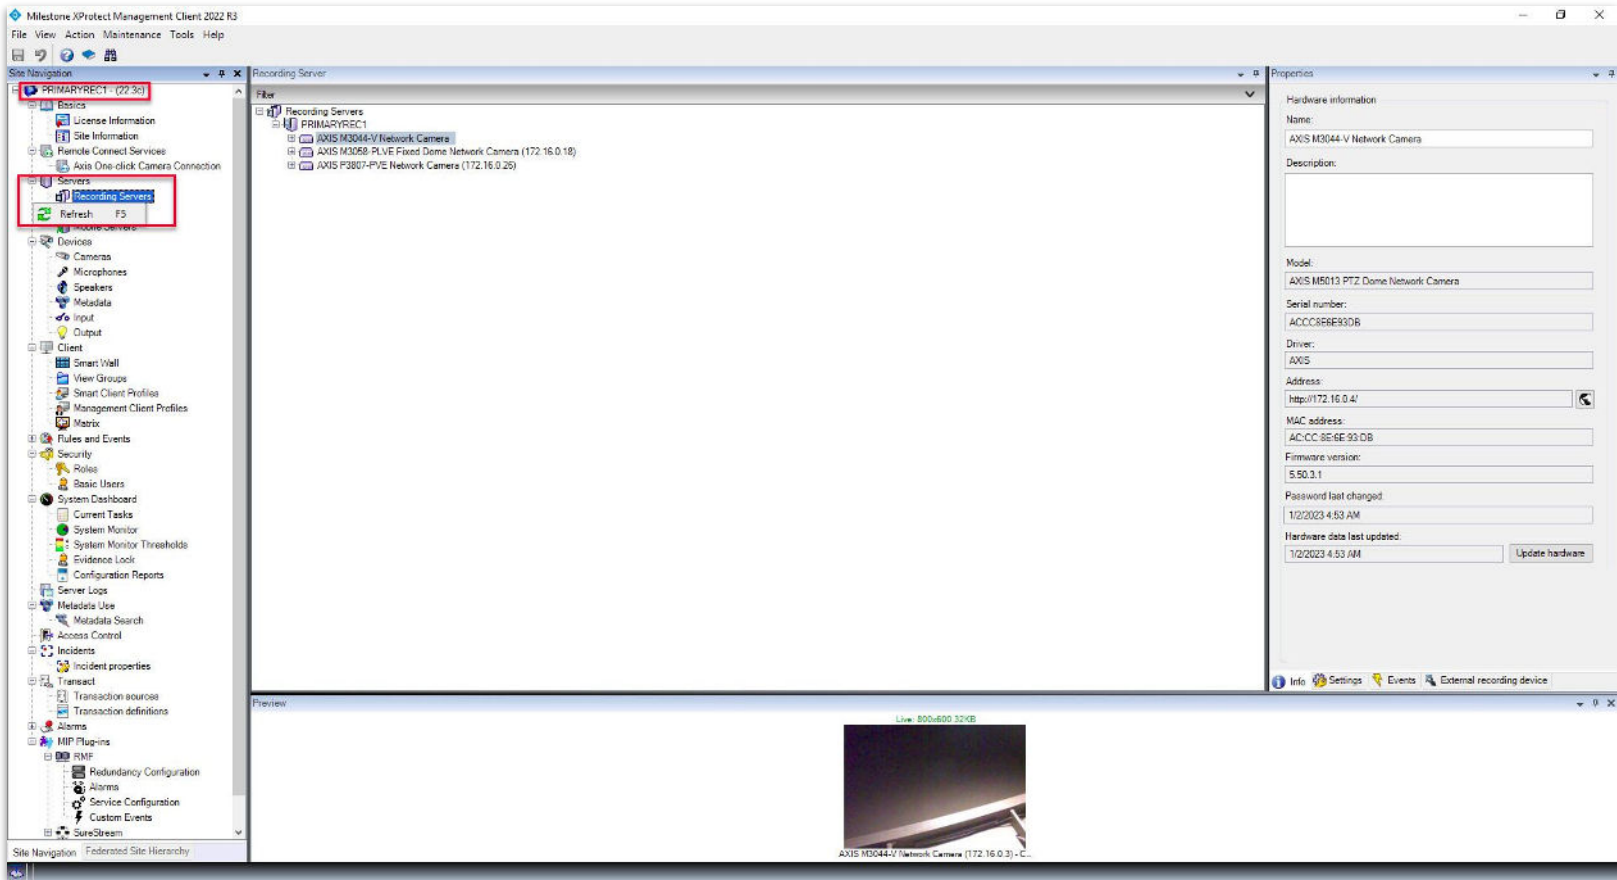 Milestone XProtect Management Client 2022 R3
File View Action Maintenance Tools Help
Site Navigation
PRIMARYREC1 - (22.3c)
Basics
License Information
Site Information
Remote Connect Services
Axis One-click Camera Connection
Servers
Recording Servers
Refresh F5
Mobile Servers
Devices
Cameras
Microphones
Speakers
Metadata
Input
Output
Client
Smart Wall
View Groups
Smart Client Profiles
Management Client Profiles
Matrix
Rules and Events
Security
Roles
Basic Users
System Dashboard
Current Tasks
System Monitor
System Monitor Thresholds
Evidence Lock
Configuration Reports
Server Logs
Metadata Use
Metadata Search
Access Control
Incidents
Incident properties
Transact
Transaction sources
Transaction definitions
Alarms
MIP Plug-ins
RMF
Redundancy Configuration
Alarms
Service Configuration
Custom Events
SureStream
Site Navigation Federated Site Hierarchy
Recording Server
Filter
Recording Servers
PRIMARYREC1
AXIS M3044-V Network Camera
AXIS M3058-PLVE Fixed Dome Network Camera (172.16.0.18)
AXIS P3807-PVE Network Camera (172.16.0.26)
Preview
Live: 800x600 32KB
AXIS M3044-V Network Camera (172.16.0.3) - C...
Properties
Hardware information
Name:
AXIS M3044-V Network Camera
Description:
Model:
AXIS M5013 PTZ Dome Network Camera
Serial number:
ACCC8E6E93DB
Driver:
AXIS
Address:
http://172.16.0.4/
MAC address:
AC:CC:8E:6E:93:DB
Firmware version:
5.50.3.1
Password last changed:
1/2/2023 4:53 AM
Hardware data last updated:
1/2/2023 4:53 AM
Update hardware
Info Settings Events External recording device